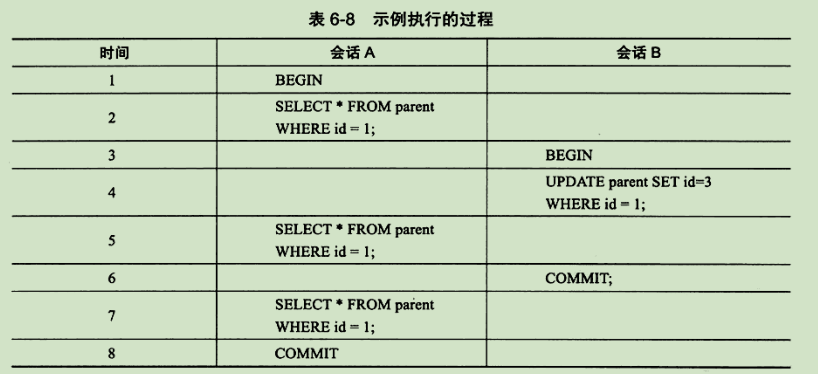 表 6-8 示例执行的过程
时间 会话 A 会话 B
1 BEGIN
2 SELECT * FROM parent
WHERE id = 1;
3 BEGIN
4 UPDATE parent SET id=3
WHERE id = 1;
5 SELECT * FROM parent
WHERE id = 1;
6 COMMIT;
7 SELECT * FROM parent
WHERE id = 1;
8 COMMIT